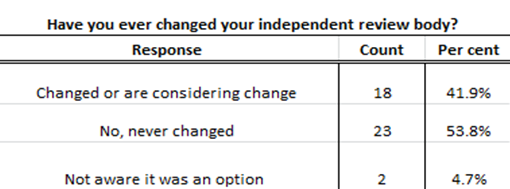 Have you ever changed your independent review body?
Response Count Per cent
Changed or are considering change 18 41.9%
No, never changed 23 53.8%
Not aware it was an option 2 4.7%